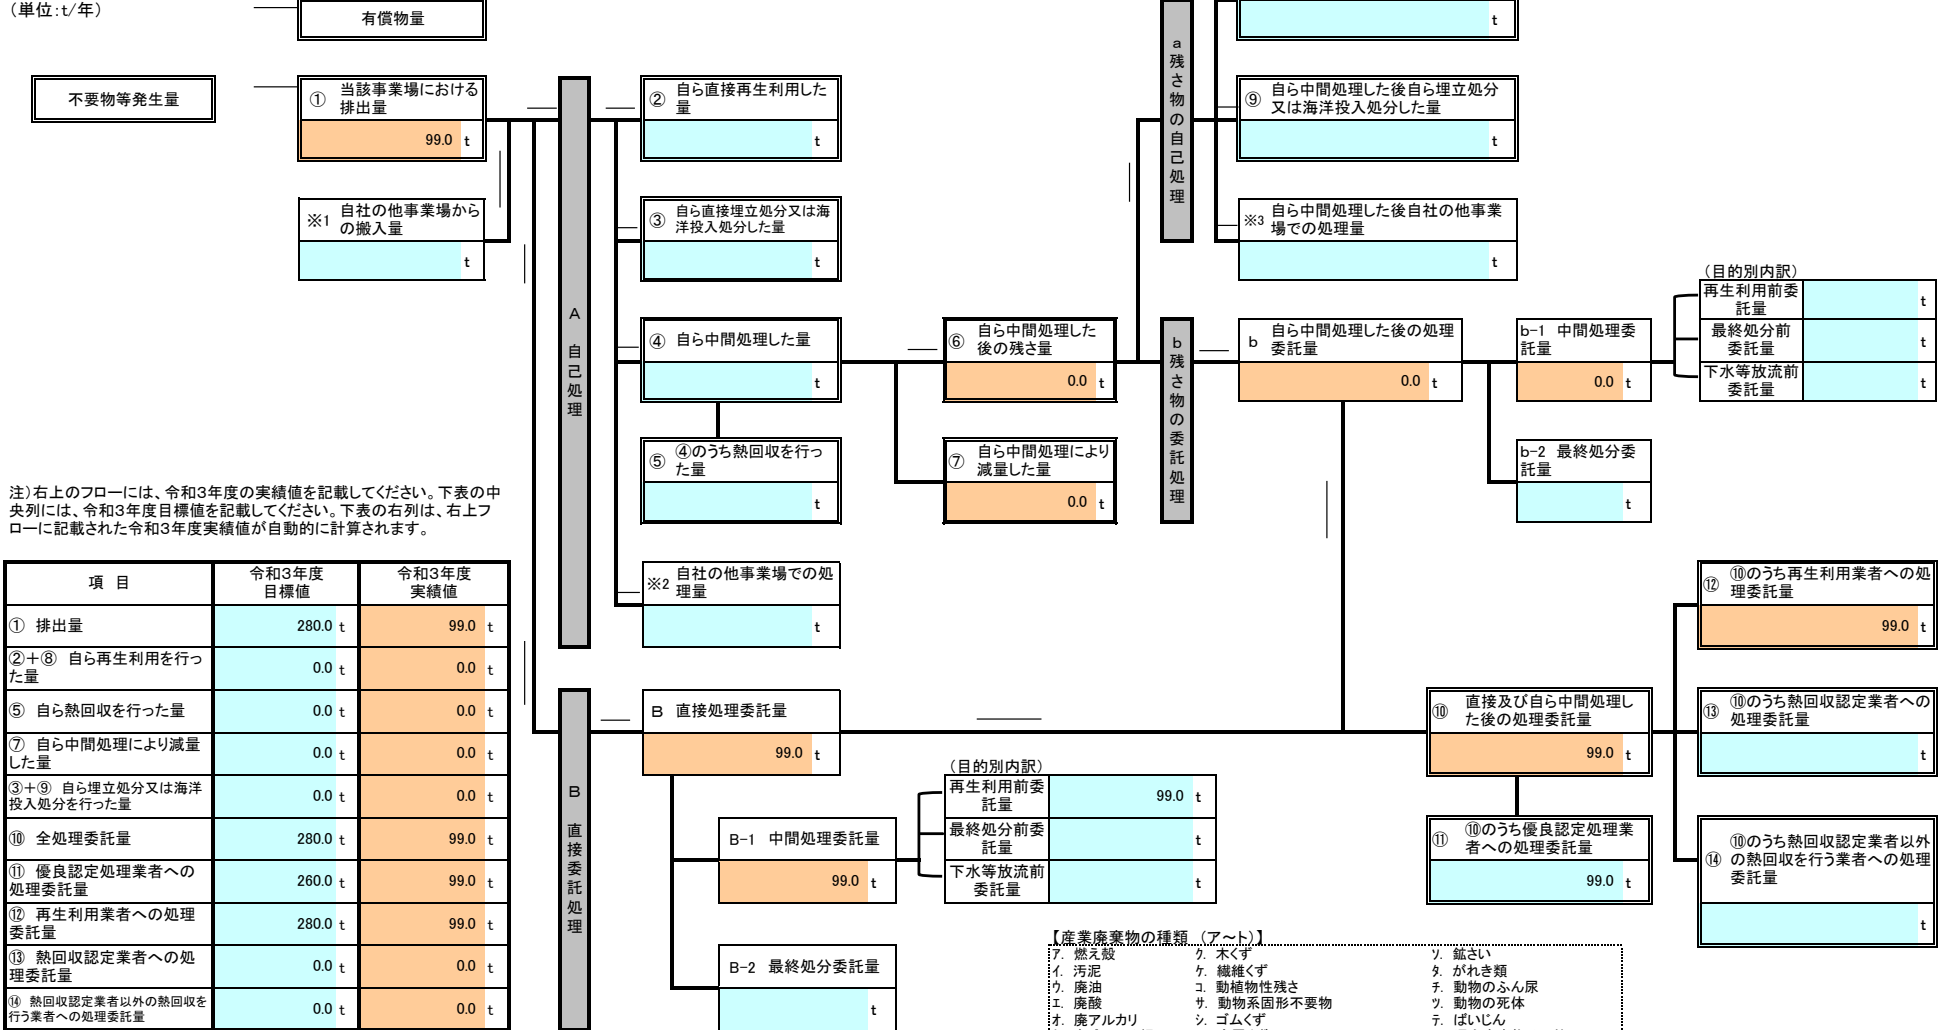 （単位：t/年）
有償物量
t
不要物等発生量
① 当該事業場における
排出量
99.0 t
※1 自社の他事業場から
の搬入量
t
A
自
己
処
理
② 自ら直接再生利用した
量
t
③ 自ら直接埋立処分又は海
洋投入処分した量
t
④ 自ら中間処理した量
t
⑤ ④のうち熱回収を行っ
た量
t
※2 自社の他事業場での処
理量
t
⑥ 自ら中間処理した
後の残さ量
0.0 t
⑦ 自ら中間処理により
減量した量
0.0 t
a
残
さ
物
の
自
己
処
理
⑨ 自ら中間処理した後自ら埋立処分
又は海洋投入処分した量
t
※3 自ら中間処理した後自社の他事業
場での処理量
t
b
残
さ
物
の
委
託
処
理
b 自ら中間処理した後の処理
委託量
0.0 t
b-1 中間処理委
託量
0.0 t
b-2 最終処分委
託量
t
（目的別内訳）
再生利用前委
託量
t
最終処分前
委託量
t
下水等放流前
委託量
t
注）右上のフローには、令和3年度の実績値を記載してください。下表の中
央列には、令和3年度目標値を記載してください。下表の右列は、右上フ
ローに記載された令和3年度実績値が自動的に計算されます。
項 目 令和3年度
目標値 令和3年度
実績値
① 排出量 280.0 t 99.0 t
②＋⑧ 自ら再生利用を行っ
た量 0.0 t 0.0 t
⑤ 自ら熱回収を行った量 0.0 t 0.0 t
⑦ 自ら中間処理により減量
した量 0.0 t 0.0 t
③＋⑨ 自ら埋立処分又は海洋
投入処分を行った量 0.0 t 0.0 t
⑩ 全処理委託量 280.0 t 99.0 t
⑪ 優良認定処理業者への
処理委託量 260.0 t 99.0 t
⑫ 再生利用業者への処理
委託量 280.0 t 99.0 t
⑬ 熱回収認定業者への処
理委託量 0.0 t 0.0 t
⑭ 熱回収認定業者以外の熱回収を
行う業者への処理委託量 0.0 t 0.0 t
B
直
接
委
託
処
理
B 直接処理委託量
99.0 t
B-1 中間処理委託量
99.0 t
B-2 最終処分委託量
t
（目的別内訳）
再生利用前委
託量
99.0 t
最終処分前委
託量
t
下水等放流前
委託量
t
⑩ 直接及び自ら中間処理し
た後の処理委託量
99.0 t
⑪ ⑩のうち優良認定処理業
者への処理委託量
99.0 t
⑫ ⑩のうち再生利用業者への処
理委託量
99.0 t
⑬ ⑩のうち熱回収認定業者への
処理委託量
t
⑭ ⑩のうち熱回収認定業者以外
の熱回収を行う業者への処理
委託量
t
【産業廃棄物の種類 （ア～ト）】
ア. 燃え殻 ク. 木くず ソ. 鉱さい
イ. 汚泥 ケ. 繊維くず タ. がれき類
ウ. 廃油 コ. 動植物性残さ チ. 動物のふん尿
エ. 廃酸 サ. 動物系固形不要物 ツ. 動物の死体
オ. 廃アルカリ シ. ゴムくず テ. ばいじん